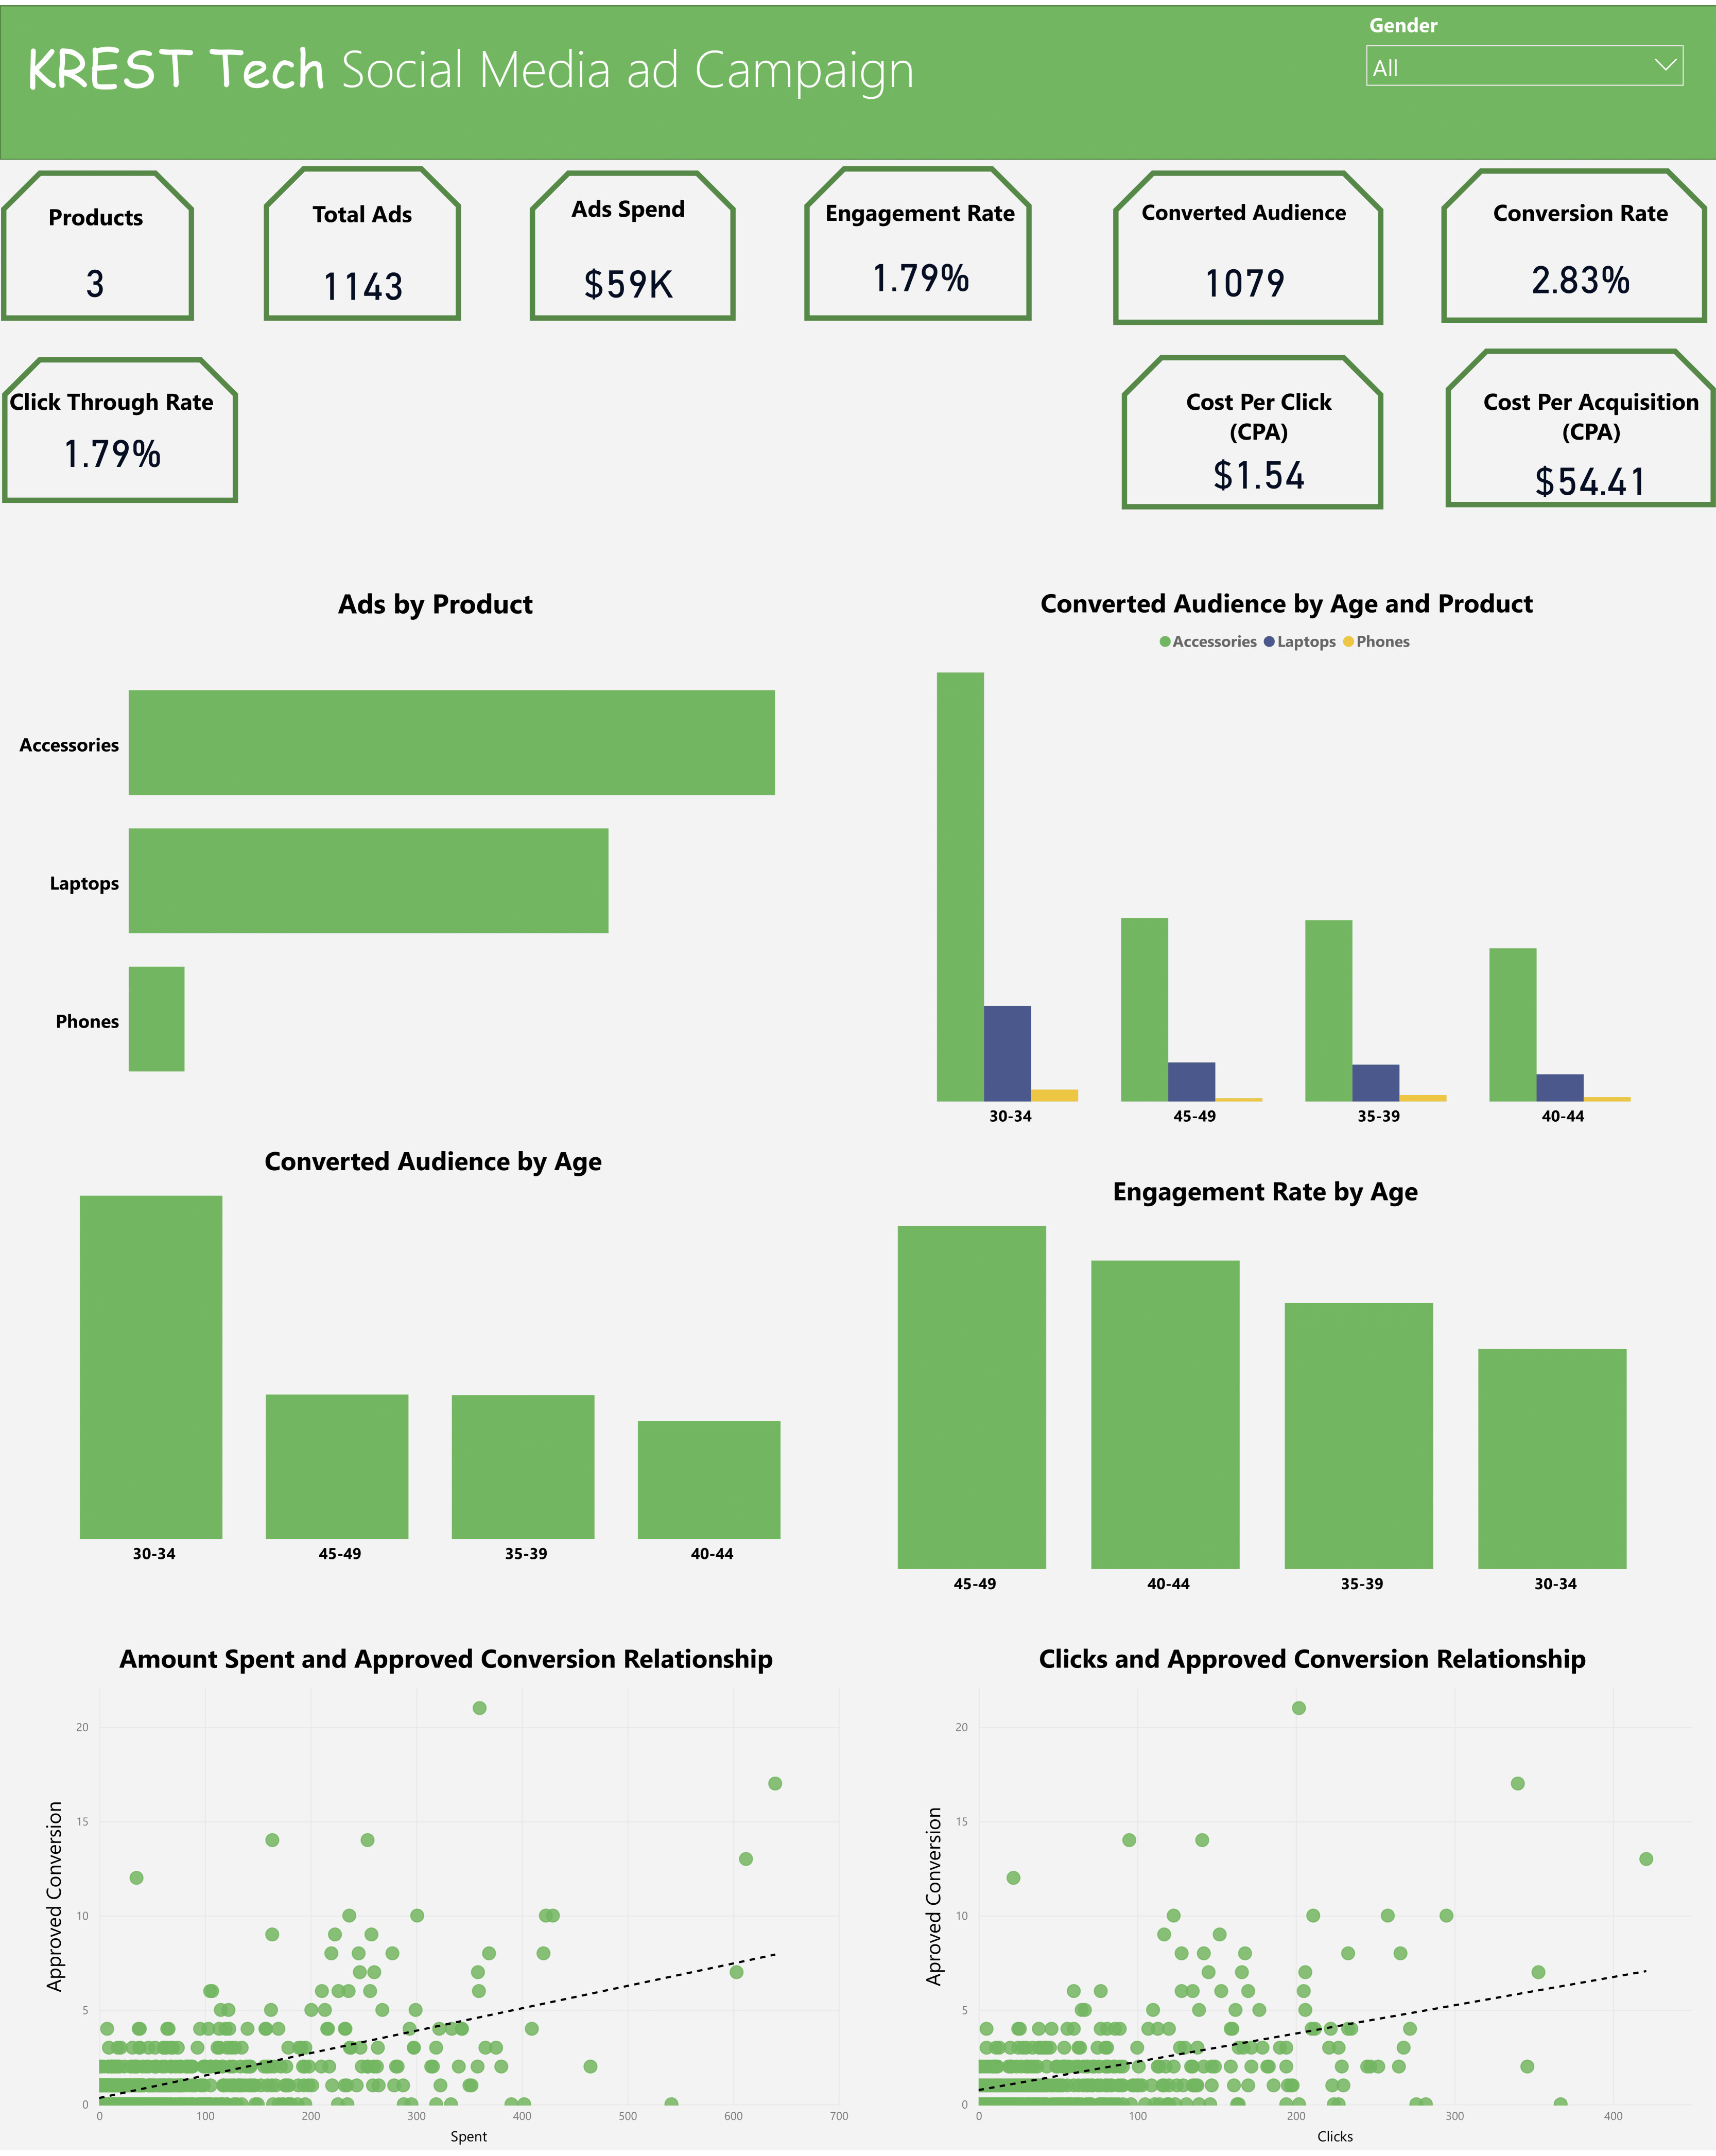 KREST Tech Social Media ad Campaign
Gender
All
Products
3
Total Ads
1143
Ads Spend
$59K
Engagement Rate
1.79%
Converted Audience
1079
Conversion Rate
2.83%
Click Through Rate
1.79%
Cost Per Click
(CPA)
$1.54
Cost Per Acquisition
(CPA)
$54.41
Ads by Product
Accessories
Laptops
Phones
Converted Audience by Age and Product
Accessories Laptops Phones
30-34 45-49 35-39 40-44
Converted Audience by Age
30-34 45-49 35-39 40-44
Engagement Rate by Age
45-49 40-44 35-39 30-34
Amount Spent and Approved Conversion Relationship
Approved Conversion
20
15
10
5
0
0 100 200 300 400 500 600 700
Spent
Clicks and Approved Conversion Relationship
Aproved Conversion
20
15
10
5
0
0 100 200 300 400
Clicks